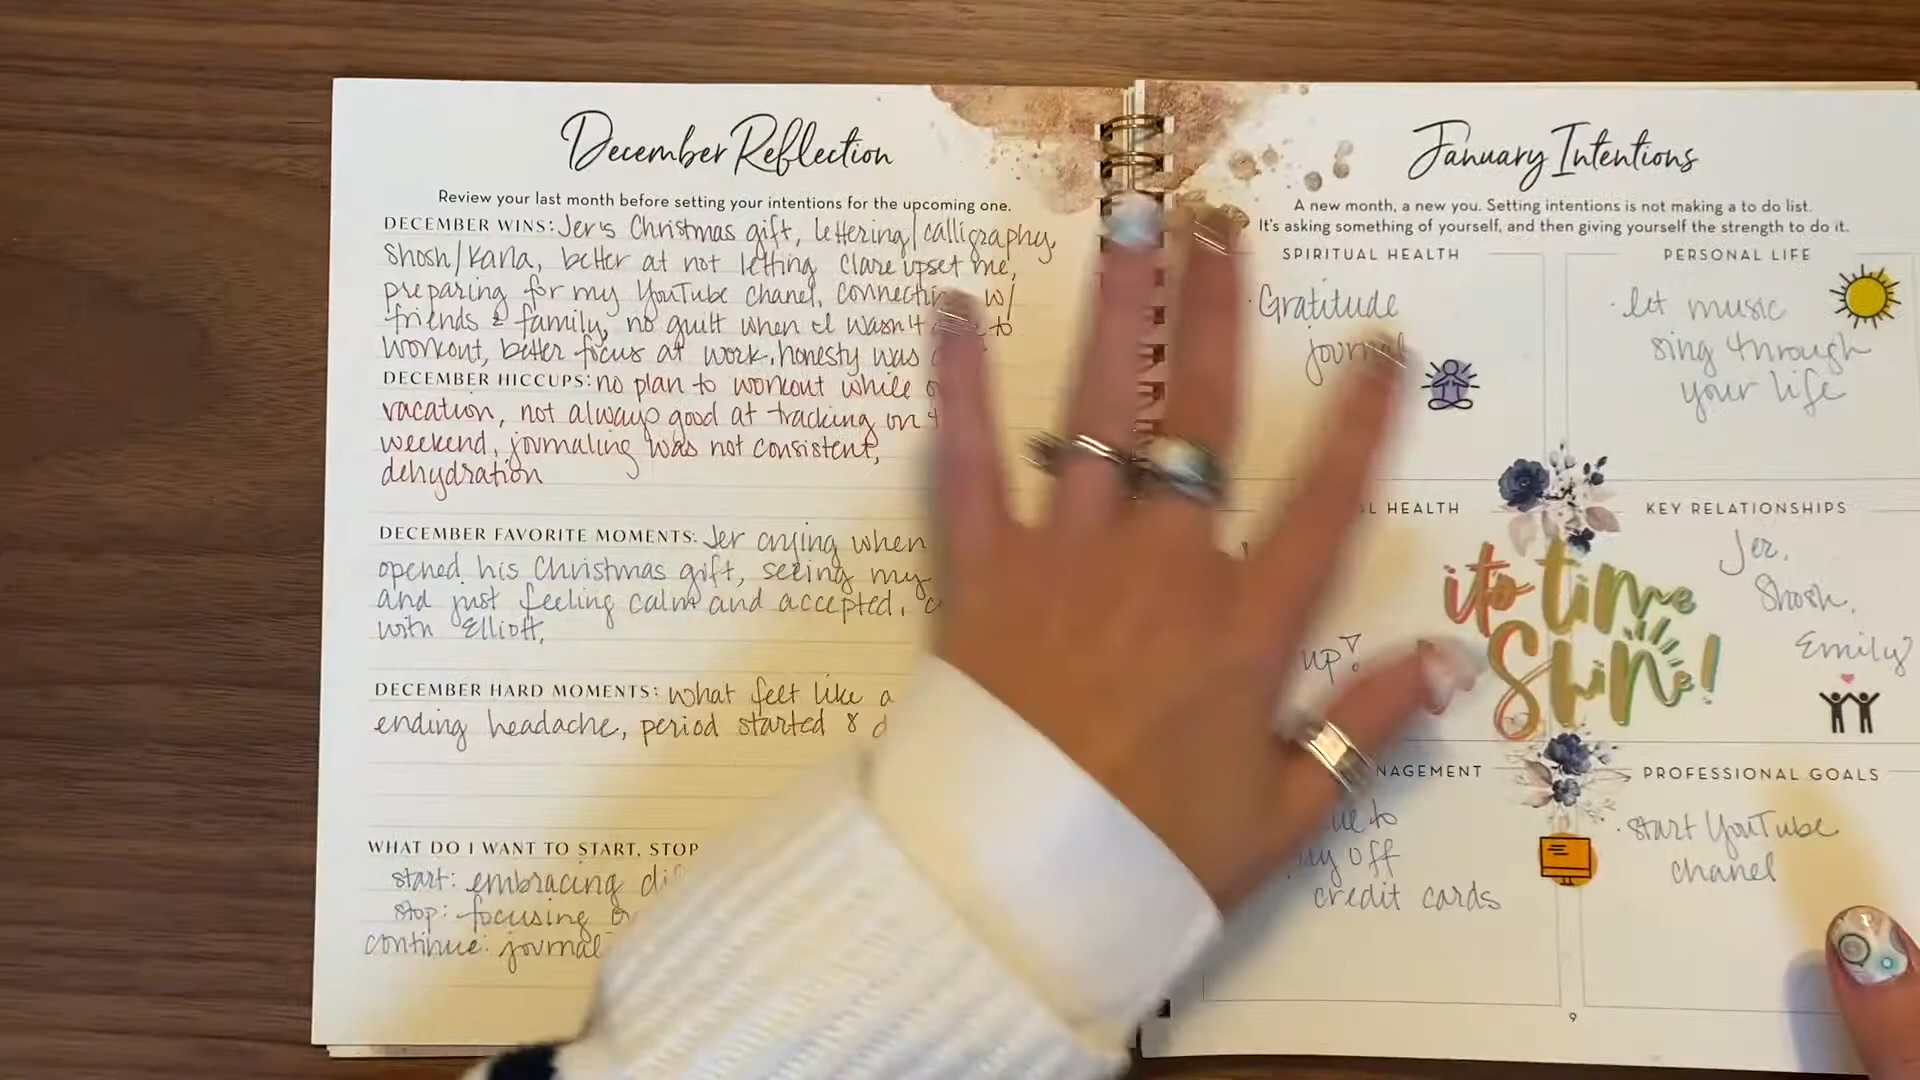 December Reflection
Review your last month before setting your intentions for the upcoming one.
DECEMBER WINS: Jer's Christmas gift, lettering/calligraphy,
Shosh/Kana, better at not letting Clare upset me,
preparing for my YouTube chanel, connecting w/
friends & family, no guilt when I wasn't to
workout, better focus at work, honesty was
DECEMBER HICCUPS: no plan to workout while
vacation, not always good at tracking on
weekend, journaling was not consistent,
dehydration
DECEMBER FAVORITE MOMENTS: Jer crying when
opened his Christmas gift, seeing my
and just feeling calm and accepted,
with Elliott,
DECEMBER HARD MOMENTS: what felt like a
ending headache, period started 8
WHAT DO I WANT TO START, STOP
start: embracing
stop: focusing
continue: journal
January Intentions
A new month, a new you. Setting intentions is not making a to do list.
It's asking something of yourself, and then giving yourself the strength to do it.
SPIRITUAL HEALTH
· Gratitude
journal
PERSONAL LIFE
· let music
sing through
your life
HEALTH
up!
KEY RELATIONSHIPS
Jer,
Shosh,
Emily?
it's time
to Shine!
NAGEMENT
to
off
credit cards
PROFESSIONAL GOALS
· start YouTube
chanel
9